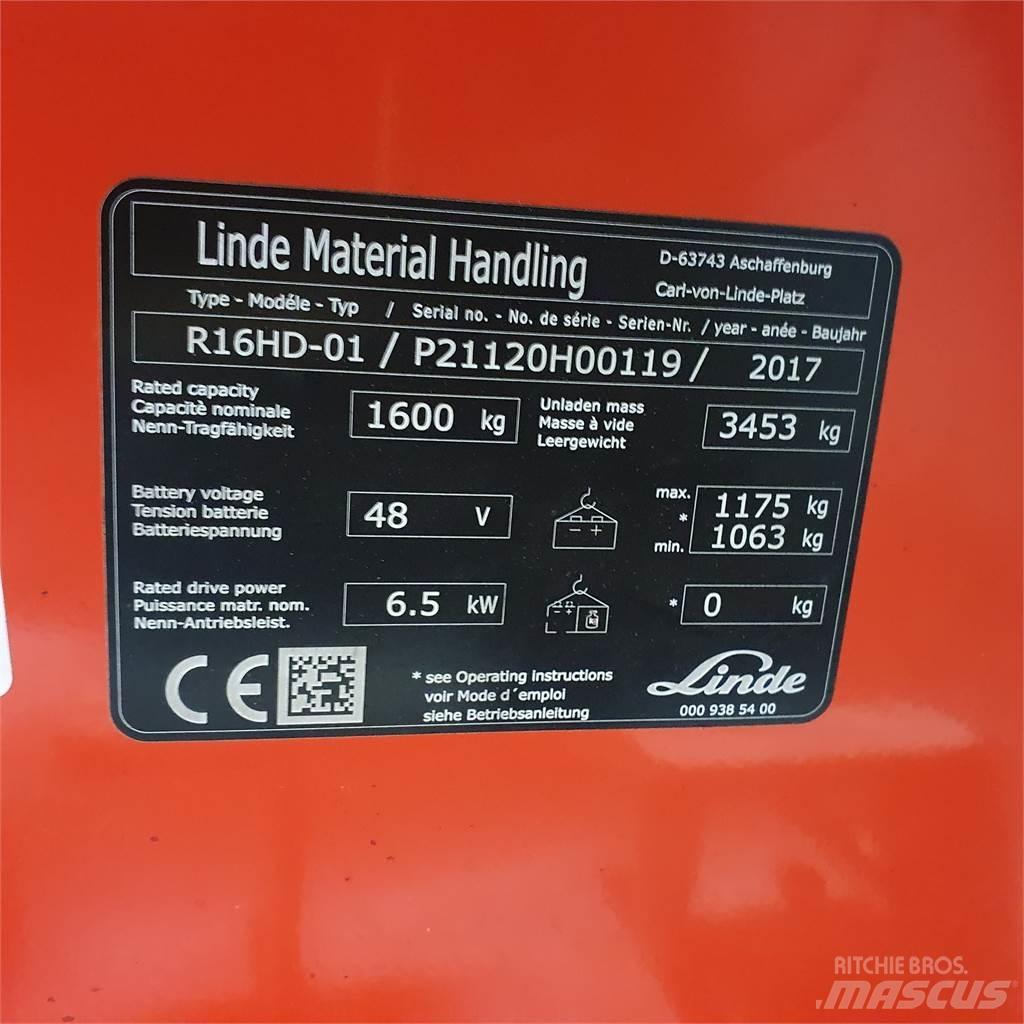 Linde Material Handling
D-63743 Aschaffenburg
Carl-von-Linde-Platz
Type - Modéle - Typ / Serial no. - No. de série - Serien-Nr. / year - anée - Baujahr
R16HD-01 / P21120H00119 / 2017
Rated capacity
Capacitè nominale
Nenn-Tragfähigkeit
1600 kg
Unladen mass
Masse à vide
Leergewicht
3453 kg
Battery voltage
Tension batterie
Batteriespannung
48 V
- +
max. 1175 kg
*
min. 1063 kg
Rated drive power
Puissance matr. nom.
Nenn-Antriebsleist.
6.5 kW
- + kg
* 0 kg
CE
* see Operating instructions
voir Mode d´emploi
siehe Betriebsanleitung
Linde
000 938 54 00
RITCHIE BROS.
MASCUS